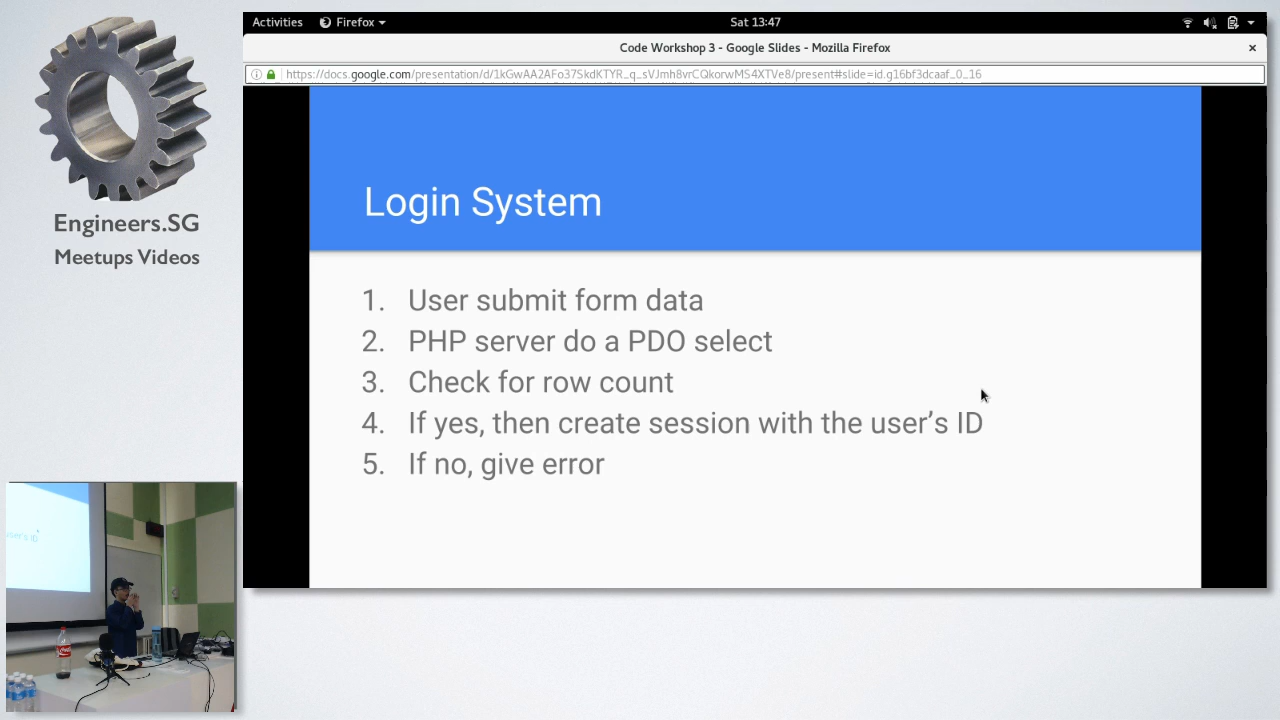 Activities
Firefox
Sat 13:47
Code Workshop 3 - Google Slides - Mozilla Firefox
https://docs.google.com/presentation/d/1kGwAA2AFo37SkdKTYR_q_sVJmh8vrCQkorwMS4XTVe8/present#slide=id.g16bf3dcaaf_0_16
Engineers.SG
Meetups Videos
Login System
1. User submit form data
2. PHP server do a PDO select
3. Check for row count
4. If yes, then create session with the user’s ID
5. If no, give error
user's ID